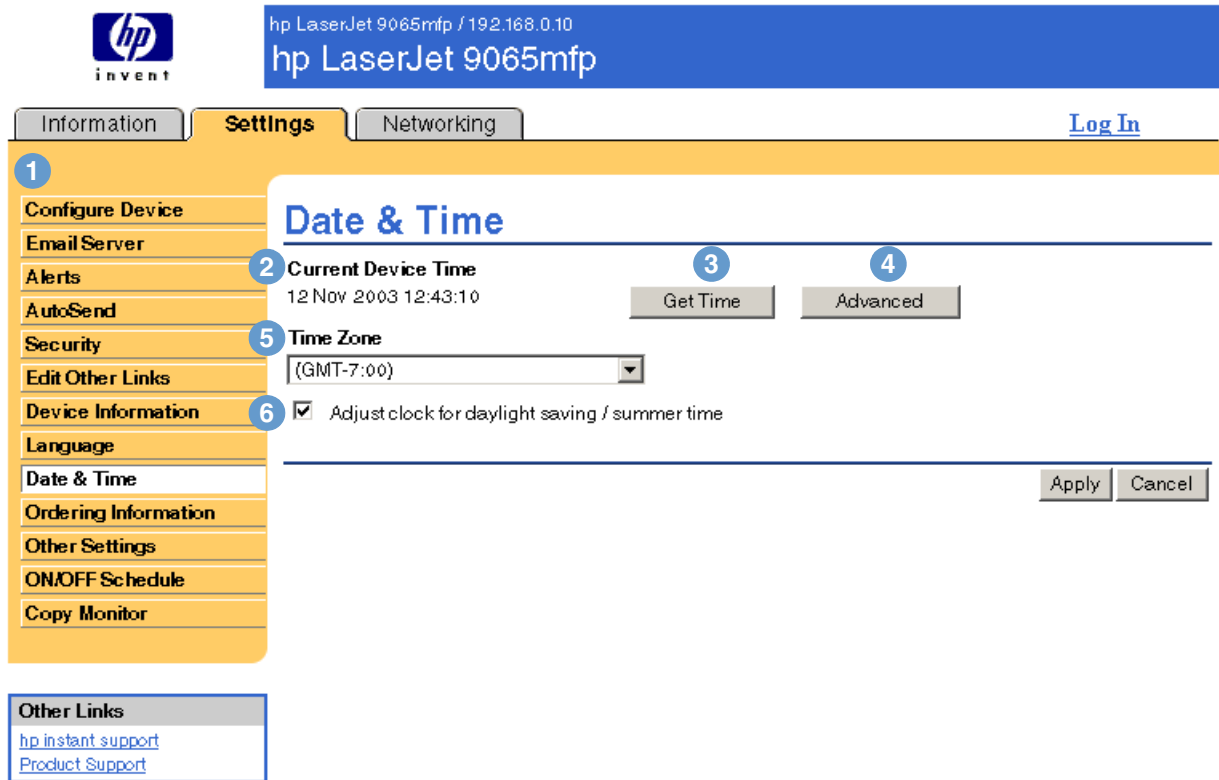 hp
invent
hp LaserJet 9065mfp / 192.168.0.10
hp LaserJet 9065mfp
Information
Settings
Networking
Log In
1
Configure Device
Email Server
Alerts
AutoSend
Security
Edit Other Links
Device Information
Language
Date & Time
Ordering Information
Other Settings
ON/OFF Schedule
Copy Monitor
Other Links
hp instant support
Product Support
Date & Time
2 Current Device Time
12 Nov 2003 12:43:10
3
Get Time
4
Advanced
5 Time Zone
(GMT-7:00)
6 Adjust clock for daylight saving / summer time
Apply Cancel